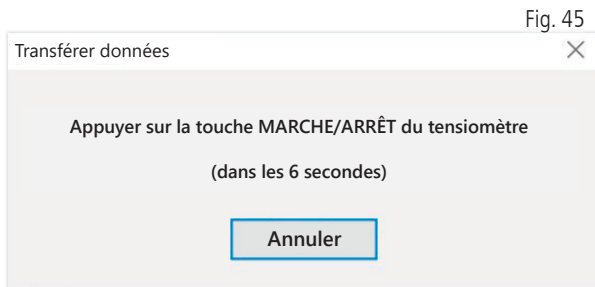 Fig. 45
Transférer données
Appuyer sur la touche MARCHE/ARRÊT du tensiomètre
(dans les 6 secondes)
Annuler